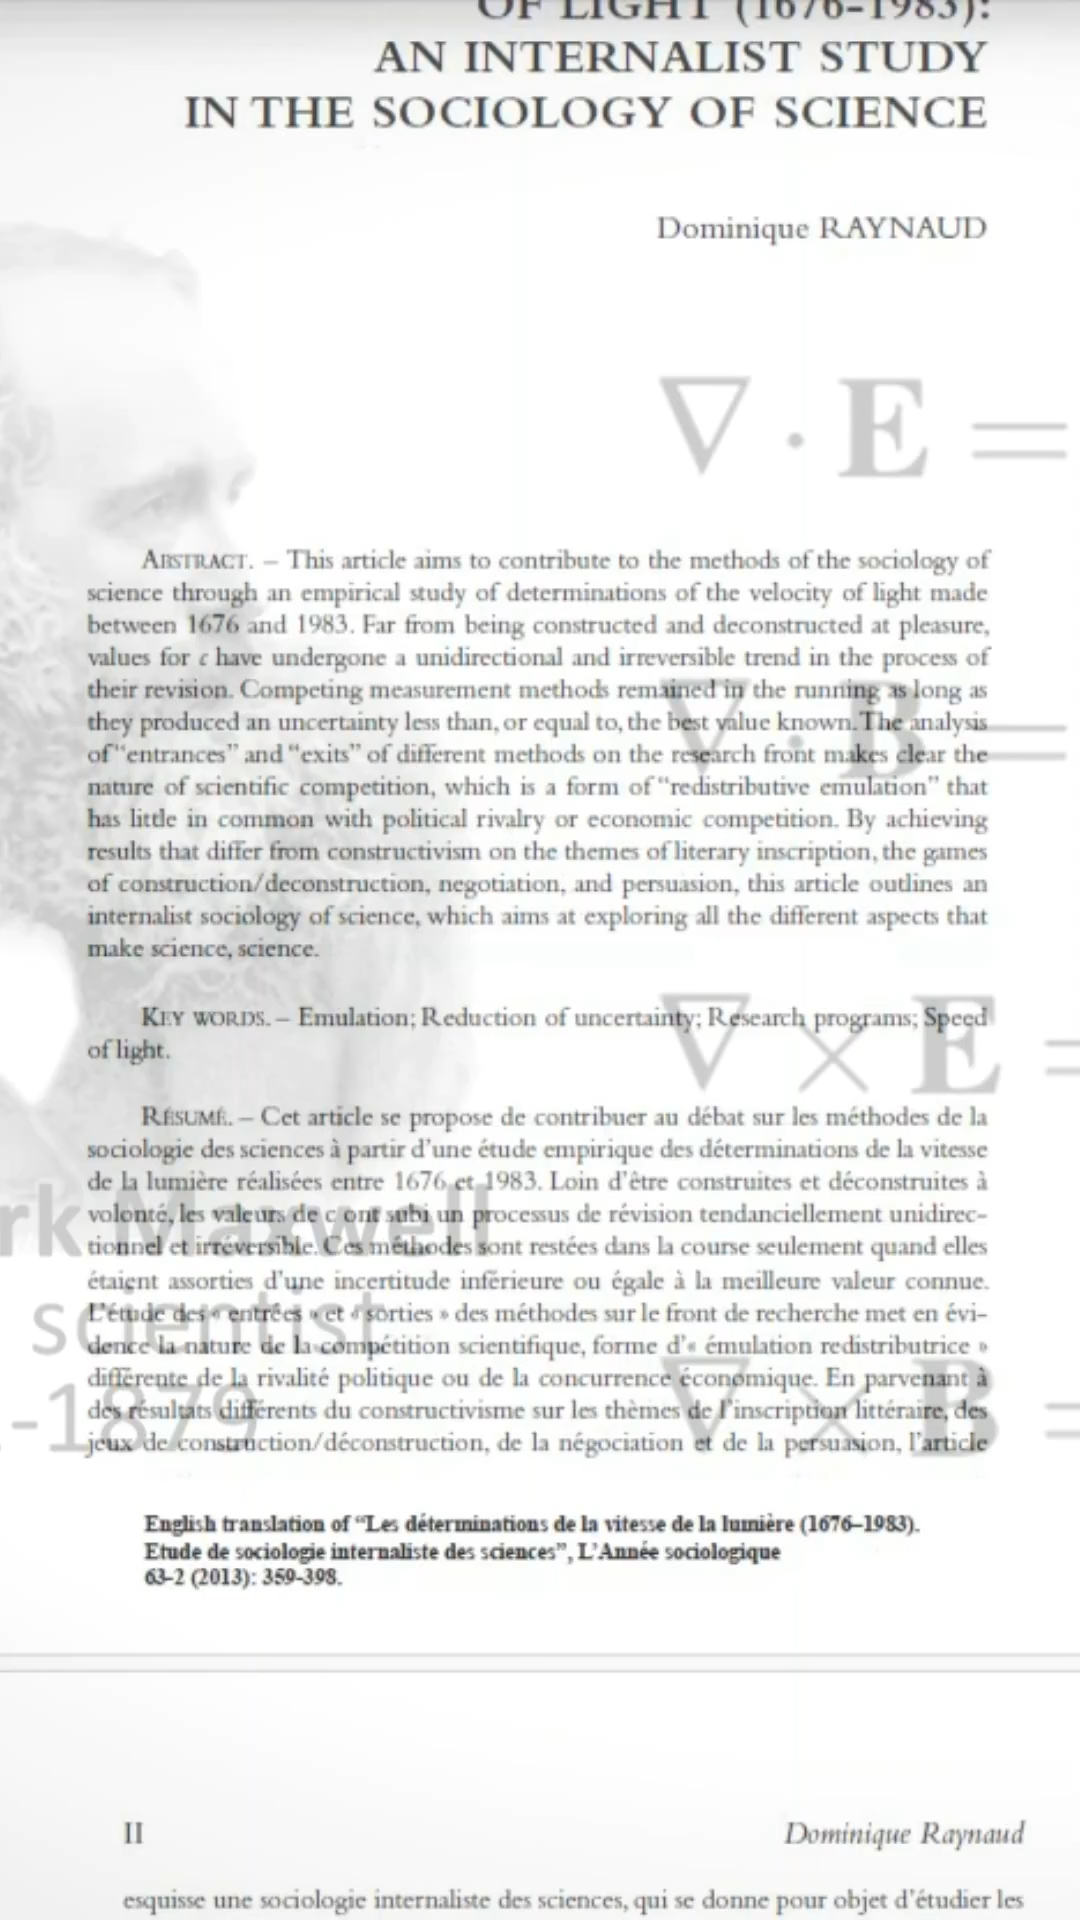 OF LIGHT (1676–1983):
AN INTERNALIST STUDY
IN THE SOCIOLOGY OF SCIENCE
Dominique RAYNAUD
∇ · E =
ABSTRACT. – This article aims to contribute to the methods of the sociology of
science through an empirical study of determinations of the velocity of light made
between 1676 and 1983. Far from being constructed and deconstructed at pleasure,
values for c have undergone a unidirectional and irreversible trend in the process of
their revision. Competing measurement methods remained in the running as long as
they produced an uncertainty less than, or equal to, the best value known. The analysis
∇ · B =
of “entrances” and “exits” of different methods on the research front makes clear the
nature of scientific competition, which is a form of “redistributive emulation” that
has little in common with political rivalry or economic competition. By achieving
results that differ from constructivism on the themes of literary inscription, the games
of construction/deconstruction, negotiation, and persuasion, this article outlines an
internalist sociology of science, which aims at exploring all the different aspects that
make science, science.
KEY WORDS. – Emulation; Reduction of uncertainty; Research programs; Speed
of light.
∇ × E =
RÉSUMÉ. – Cet article se propose de contribuer au débat sur les méthodes de la
sociologie des sciences à partir d’une étude empirique des déterminations de la vitesse
de la lumière réalisées entre 1676 et 1983. Loin d’être construites et déconstruites à
volonté, les valeurs de c ont subi un processus de révision tendanciellement unidirec-
rk Maxwell
tionnel et irréversible. Ces méthodes sont restées dans la course seulement quand elles
étaient assorties d’une incertitude inférieure ou égale à la meilleure valeur connue.
L’étude des « entrées » et « sorties » des méthodes sur le front de recherche met en évi-
scientist
dence la nature de la compétition scientifique, forme d’« émulation redistributrice »
différente de la rivalité politique ou de la concurrence économique. En parvenant à
des résultats différents du constructivisme sur les thèmes de l’inscription littéraire, des
-1879
∇ × B =
jeux de construction/déconstruction, de la négociation et de la persuasion, l’article
English translation of “Les déterminations de la vitesse de la lumière (1676–1983).
Etude de sociologie internaliste des sciences”, L’Année sociologique
63-2 (2013): 359-398.
II
Dominique Raynaud
esquisse une sociologie internaliste des sciences, qui se donne pour objet d’étudier les